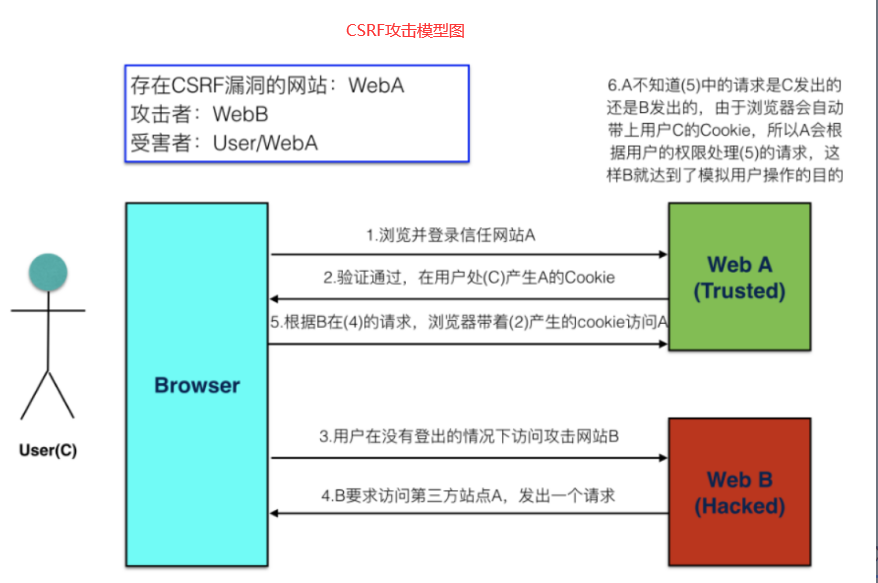 CSRF攻击模型图
存在CSRF漏洞的网站：WebA
攻击者：WebB
受害者：User/WebA
6.A不知道(5)中的请求是C发出的
还是B发出的，由于浏览器会自动
带上用户C的Cookie，所以A会根
据用户的权限处理(5)的请求，这
样B就达到了模拟用户操作的目的
1.浏览并登录信任网站A
2.验证通过，在用户处(C)产生A的Cookie
5.根据B在(4)的请求，浏览器带着(2)产生的cookie访问A
Web A
(Trusted)
Browser
User(C)
3.用户在没有登出的情况下访问攻击网站B
4.B要求访问第三方站点A，发出一个请求
Web B
(Hacked)